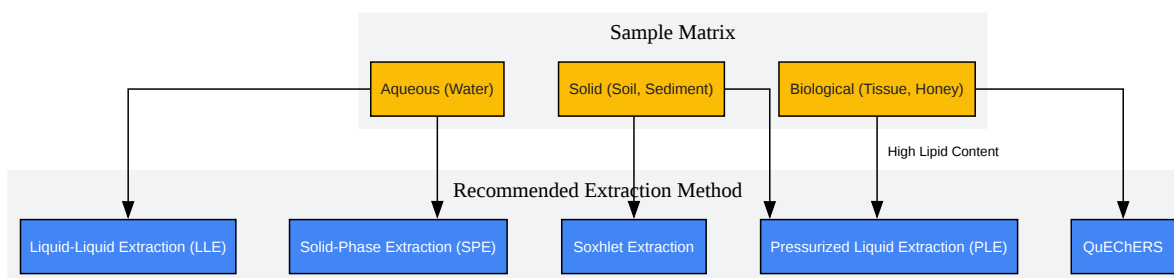 Sample Matrix
Aqueous (Water)
Solid (Soil, Sediment)
Biological (Tissue, Honey)
High Lipid Content
Recommended Extraction Method
Liquid-Liquid Extraction (LLE)
Solid-Phase Extraction (SPE)
Soxhlet Extraction
Pressurized Liquid Extraction (PLE)
QuEChERS